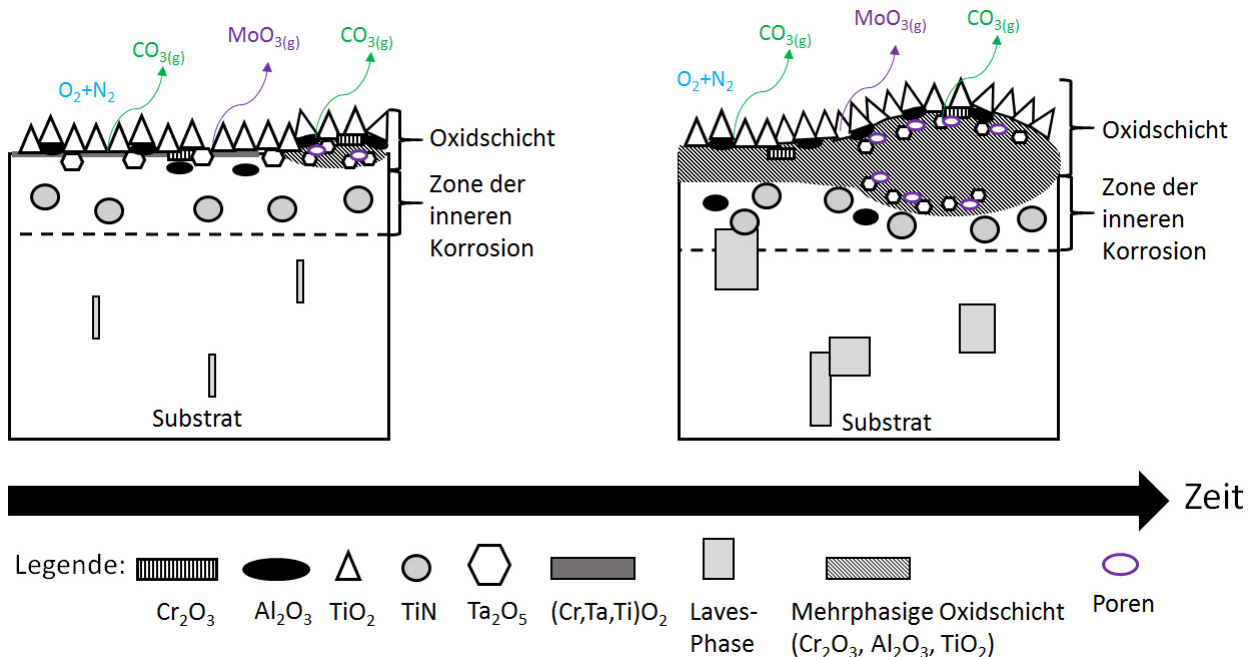 CO₃(g)
MoO₃(g)
CO₃(g)
O₂+N₂
Oxidschicht
Zone der
inneren
Korrosion
Substrat
CO₃(g)
MoO₃(g)
CO₃(g)
O₂+N₂
Oxidschicht
Zone der
inneren
Korrosion
Substrat
Zeit
Legende:
Cr₂O₃
Al₂O₃
TiO₂
TiN
Ta₂O₅
(Cr,Ta,Ti)O₂
Laves-
Phase
Mehrphasige Oxidschicht
(Cr₂O₃, Al₂O₃, TiO₂)
Poren